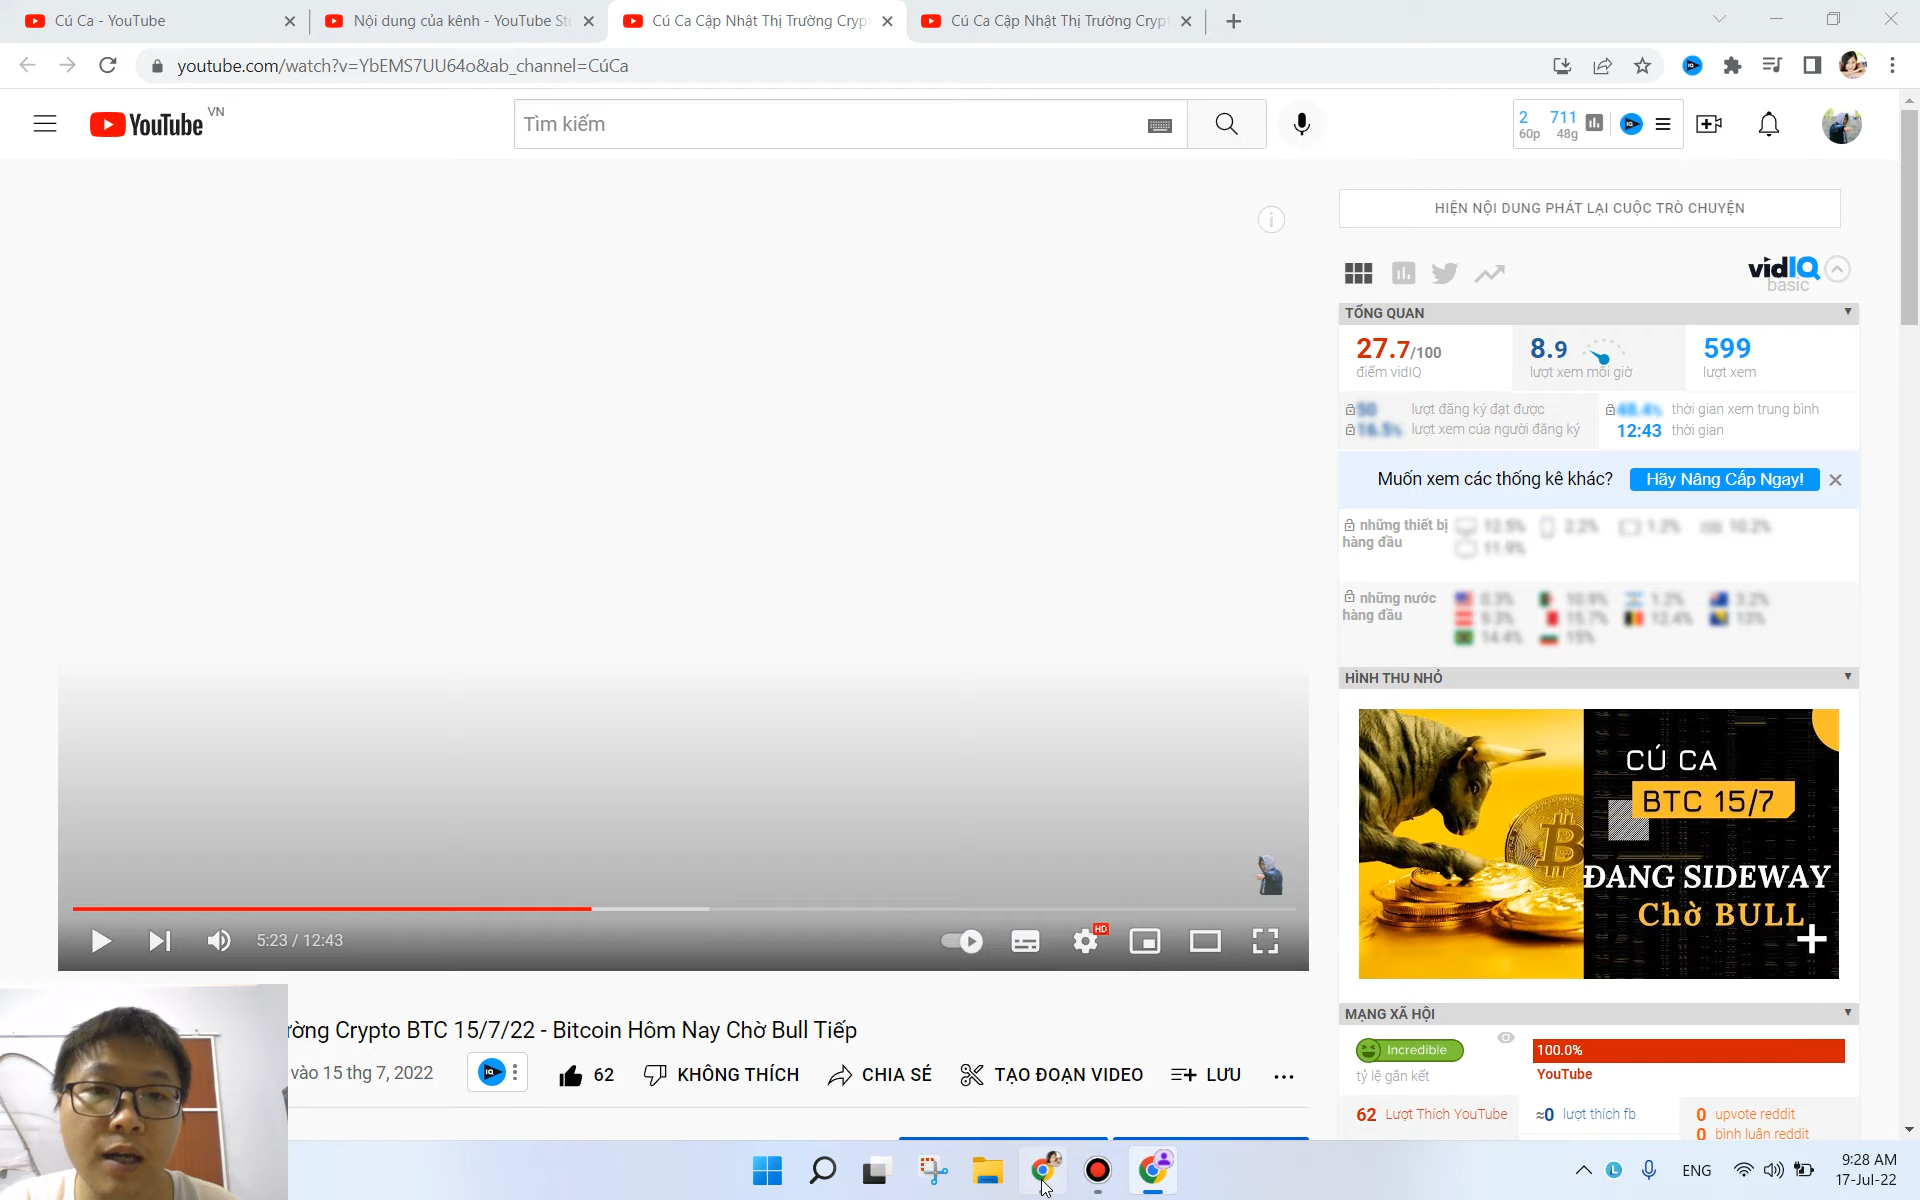 Cú Ca - YouTube
Nội dung của kênh - YouTube St
Cú Ca Cập Nhật Thị Trường Cryp
Cú Ca Cập Nhật Thị Trường Crypt
youtube.com/watch?v=YbEMS7UU64o&ab_channel=CúCa
YouTube VN
Tìm kiếm
2 711
60p 48g
HIỆN NỘI DUNG PHÁT LẠI CUỘC TRÒ CHUYỆN
vidIQ
basic
TỔNG QUAN
27.7/100
điểm vidIQ
8.9
lượt xem mỗi giờ
599
lượt xem
lượt đăng ký đạt được
lượt xem của người đăng ký
thời gian xem trung bình
12:43 thời gian
Muốn xem các thống kê khác? Hãy Nâng Cấp Ngay!
những thiết bị
hàng đầu
những nước
hàng đầu
HÌNH THU NHỎ
CÚ CA
BTC 15/7
ĐANG SIDEWAY
Chờ BULL
5:23 / 12:43
HD
ường Crypto BTC 15/7/22 - Bitcoin Hôm Nay Chờ Bull Tiếp
vào 15 thg 7, 2022
62
KHÔNG THÍCH
CHIA SẺ
TẠO ĐOẠN VIDEO
LƯU
MẠNG XÃ HỘI
Incredible
tỷ lệ gắn kết
100.0%
YouTube
62 Lượt Thích YouTube
≈0 lượt thích fb
0 upvote reddit
0 bình luận reddit
ENG
9:28 AM
17-Jul-22